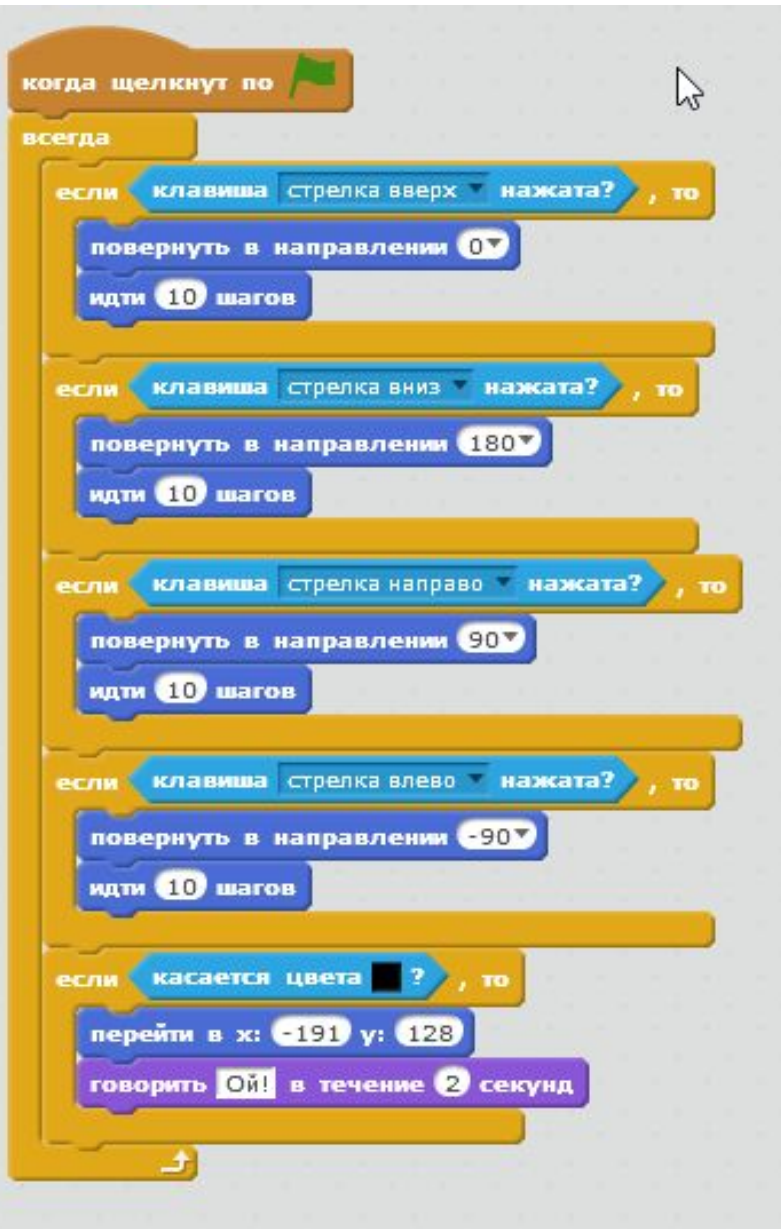 когда щелкнут по
всегда
если клавиша стрелка вверх нажата? , то
повернуть в направлении 0
идти 10 шагов
если клавиша стрелка вниз нажата? , то
повернуть в направлении 180
идти 10 шагов
если клавиша стрелка направо нажата? , то
повернуть в направлении 90
идти 10 шагов
если клавиша стрелка влево нажата? , то
повернуть в направлении -90
идти 10 шагов
если касается цвета ? , то
перейти в x: -191 y: 128
говорить Ой! в течение 2 секунд